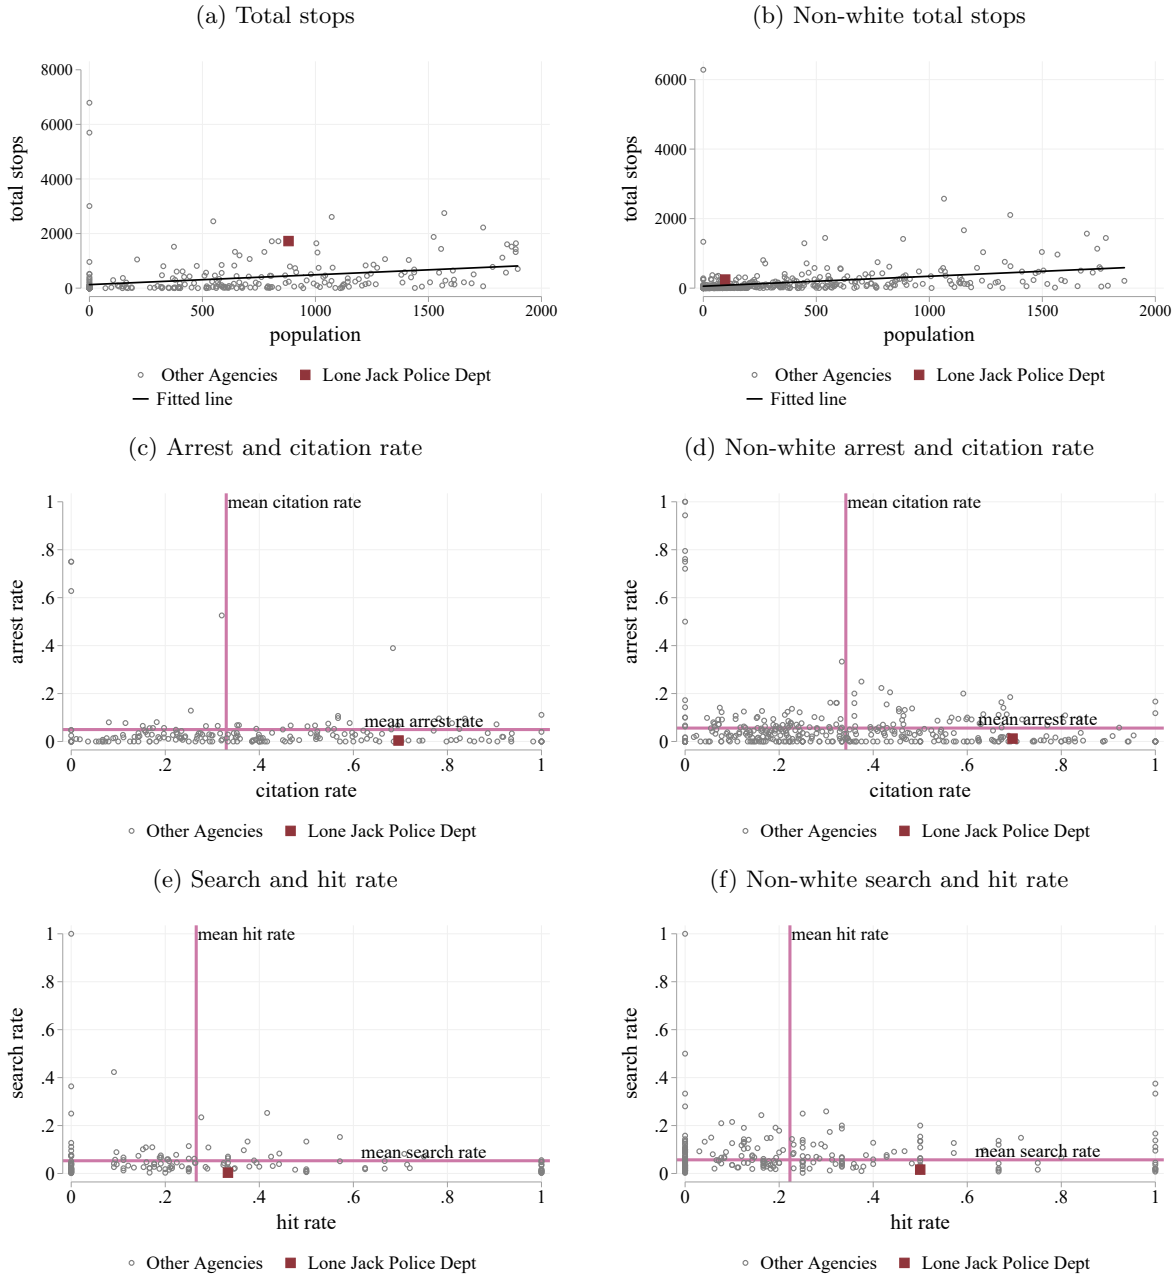 (a) Total stops
(b) Non-white total stops
8000
6000
4000
2000
0
total stops
0
500
1000
1500
2000
population
Other Agencies
Lone Jack Police Dept
Fitted line
6000
4000
2000
0
total stops
0
500
1000
1500
2000
population
Other Agencies
Lone Jack Police Dept
Fitted line
(c) Arrest and citation rate
(d) Non-white arrest and citation rate
1
.8
.6
.4
.2
0
arrest rate
mean citation rate
mean arrest rate
0
.2
.4
.6
.8
1
citation rate
Other Agencies
Lone Jack Police Dept
1
.8
.6
.4
.2
0
arrest rate
mean citation rate
mean arrest rate
0
.2
.4
.6
.8
1
citation rate
Other Agencies
Lone Jack Police Dept
(e) Search and hit rate
(f) Non-white search and hit rate
1
.8
.6
.4
.2
0
search rate
mean hit rate
mean search rate
0
.2
.4
.6
.8
1
hit rate
Other Agencies
Lone Jack Police Dept
1
.8
.6
.4
.2
0
search rate
mean hit rate
mean search rate
0
.2
.4
.6
.8
1
hit rate
Other Agencies
Lone Jack Police Dept